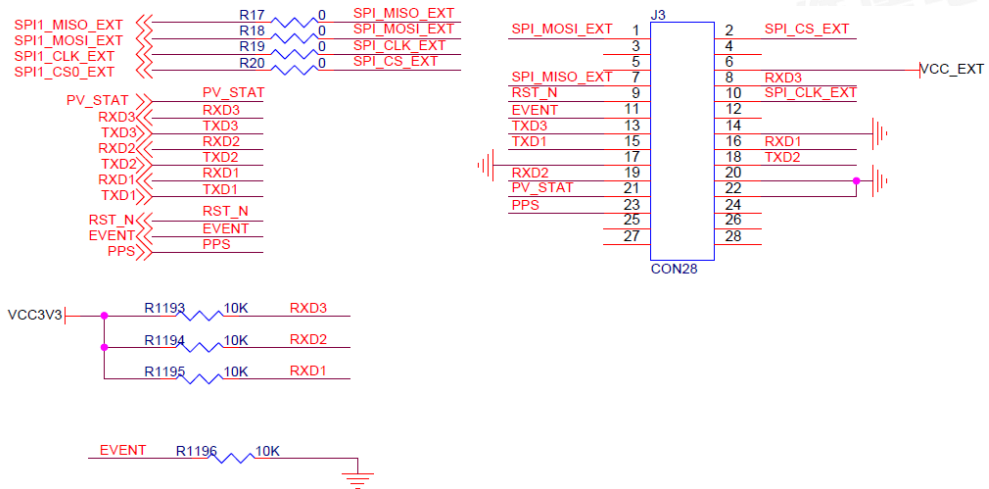 SPI1_MISO_EXT R17 0 SPI_MISO_EXT
SPI1_MOSI_EXT R18 0 SPI_MOSI_EXT
SPI1_CLK_EXT R19 0 SPI_CLK_EXT
SPI1_CS0_EXT R20 0 SPI_CS_EXT
PV_STAT PV_STAT
RXD3 RXD3
TXD3 TXD3
RXD2 RXD2
TXD2 TXD2
RXD1 RXD1
TXD1 TXD1
RST_N RST_N
EVENT EVENT
PPS PPS
J3
SPI_MOSI_EXT 1 2 SPI_CS_EXT
3 4
5 6 VCC_EXT
SPI_MISO_EXT 7 8 RXD3
RST_N 9 10 SPI_CLK_EXT
EVENT 11 12
TXD3 13 14
TXD1 15 16 RXD1
17 18 TXD2
RXD2 19 20
PV_STAT 21 22
PPS 23 24
25 26
27 28
CON28
VCC3V3
R1193 10K RXD3
R1194 10K RXD2
R1195 10K RXD1
EVENT R1196 10K